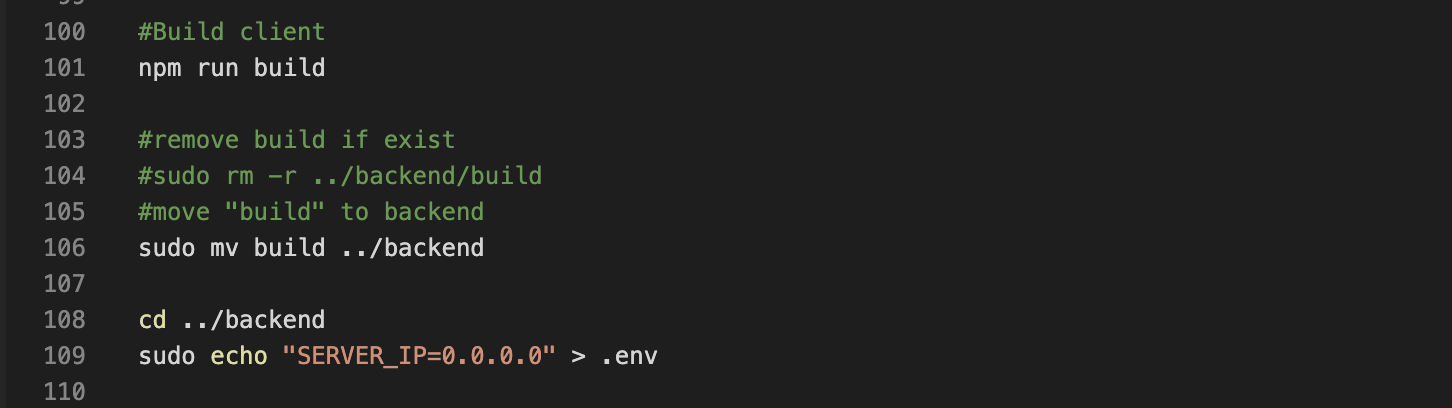 99
100 #Build client
101 npm run build
102
103 #remove build if exist
104 #sudo rm -r ../backend/build
105 #move "build" to backend
106 sudo mv build ../backend
107
108 cd ../backend
109 sudo echo "SERVER_IP=0.0.0.0" > .env
110